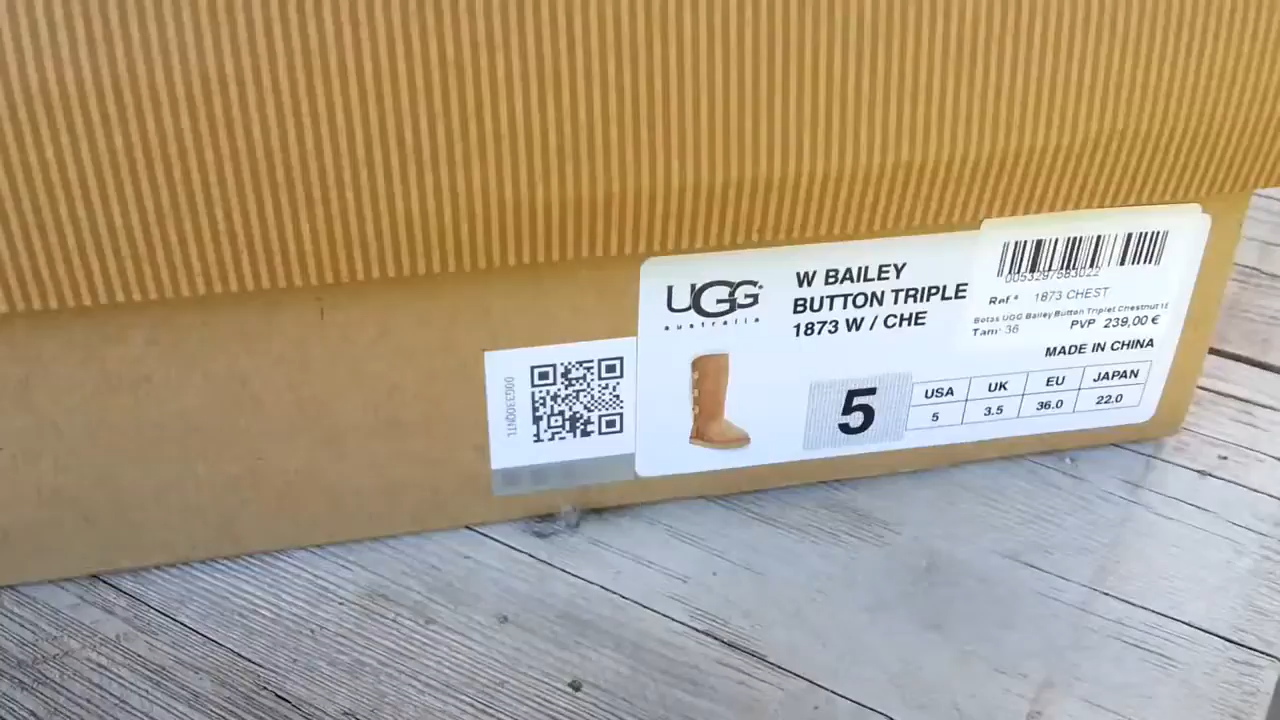 UGG
australia
W BAILEY
BUTTON TRIPLE
1873 W / CHE
0053297583022
Ref ª 1873 CHEST
Botas UGG Bailey Button Triplet Chestnut
Tam: 36 PVP 239,00 €
MADE IN CHINA
5
USA UK EU JAPAN
5 3.5 36.0 22.0